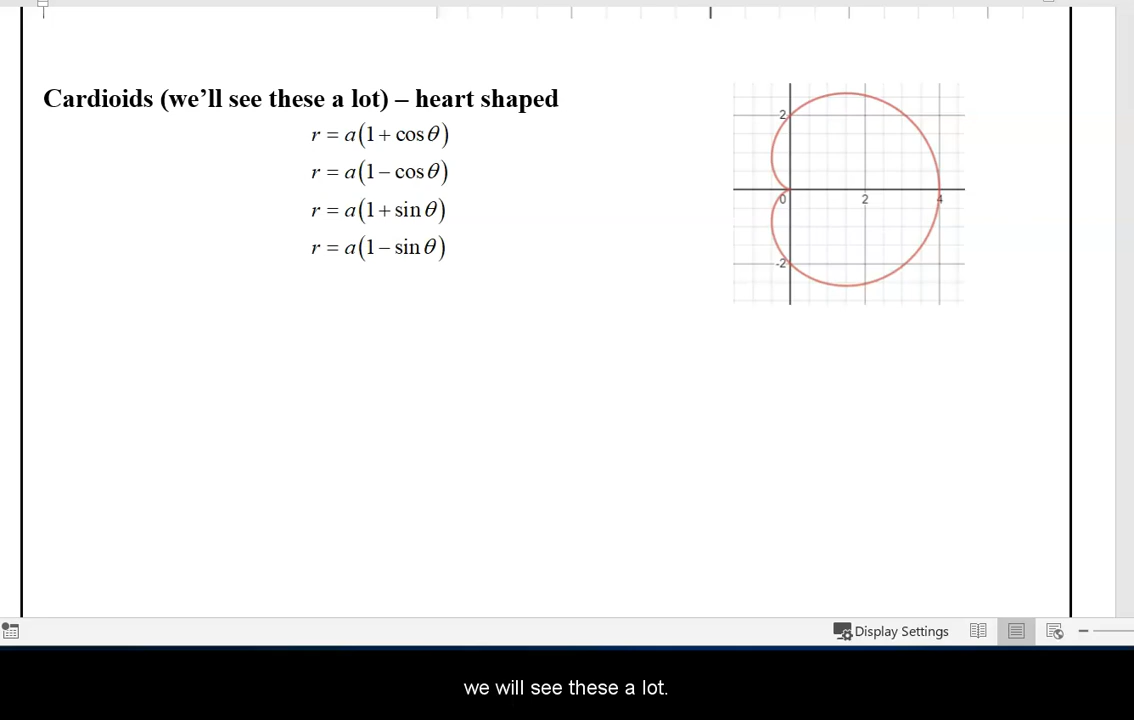 Cardioids (we'll see these a lot) – heart shaped
r = a(1 + cos θ)
r = a(1 − cos θ)
r = a(1 + sin θ)
r = a(1 − sin θ)
2
0 2 4
-2
Display Settings
we will see these a lot.